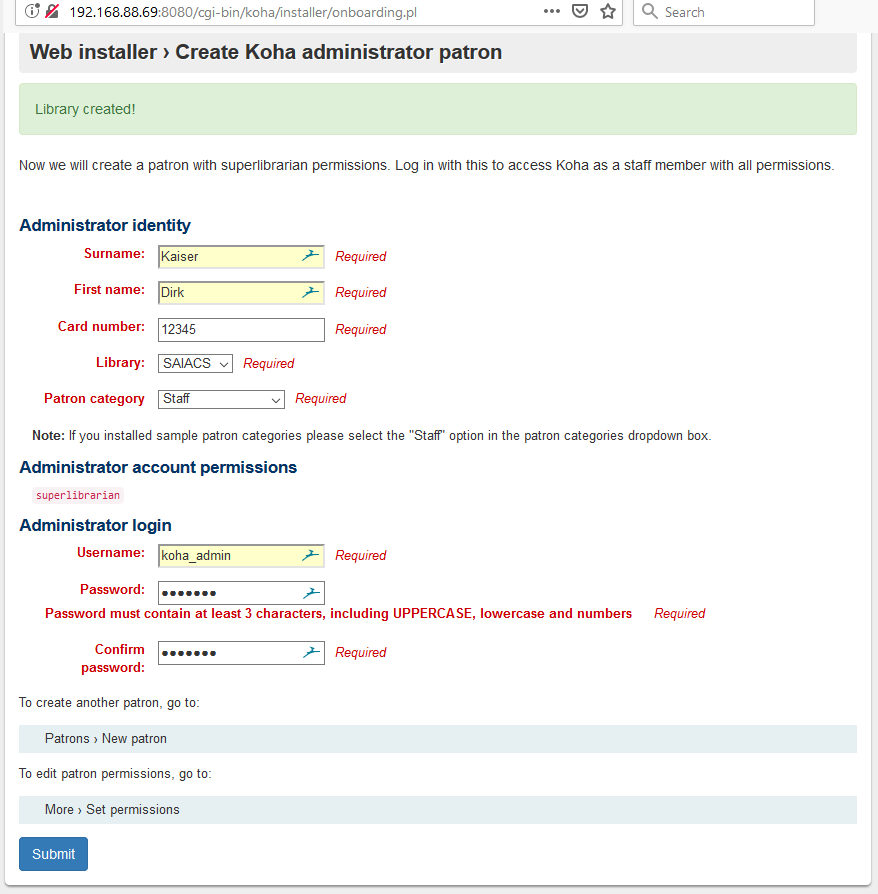 192.168.88.69:8080/cgi-bin/koha/installer/onboarding.pl
Search
Web installer › Create Koha administrator patron
Library created!
Now we will create a patron with superlibrarian permissions. Log in with this to access Koha as a staff member with all permissions.
Administrator identity
Surname: Kaiser Required
First name: Dirk Required
Card number: 12345 Required
Library: SAIACS Required
Patron category Staff Required
Note: If you installed sample patron categories please select the "Staff" option in the patron categories dropdown box.
Administrator account permissions
superlibrarian
Administrator login
Username: koha_admin Required
Password: •••••••
Password must contain at least 3 characters, including UPPERCASE, lowercase and numbers Required
Confirm password: ••••••• Required
To create another patron, go to:
Patrons › New patron
To edit patron permissions, go to:
More › Set permissions
Submit